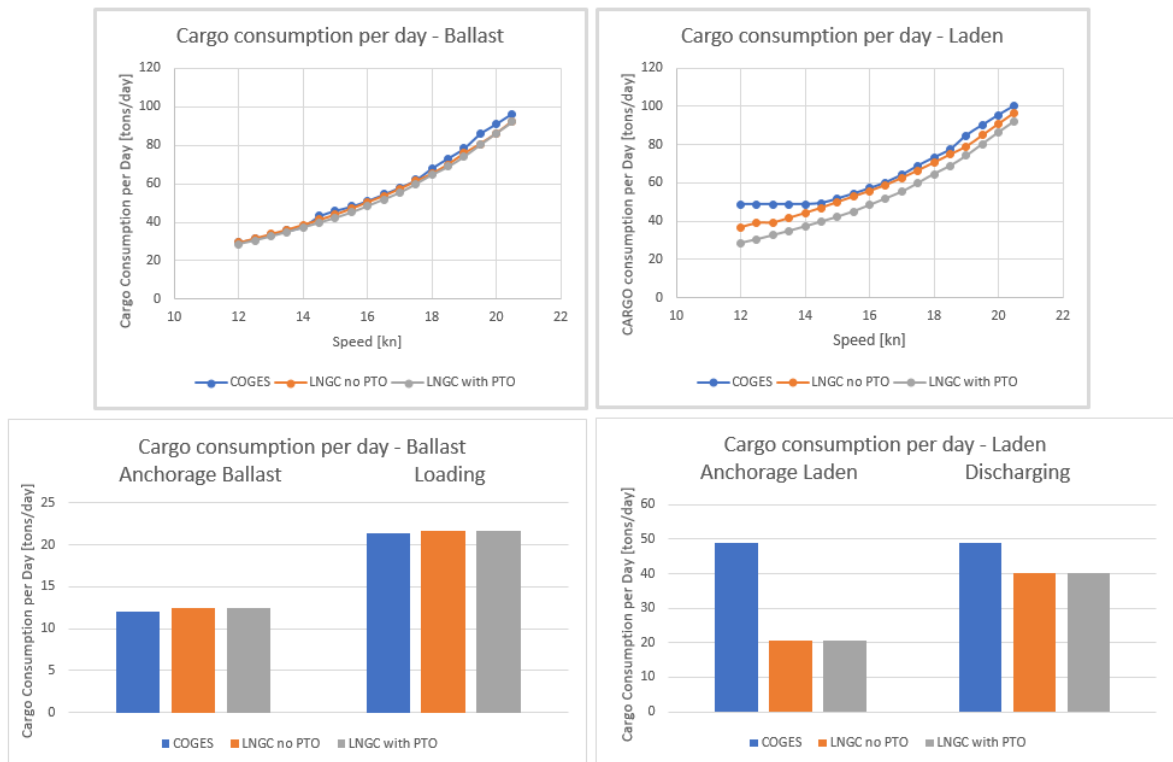 Cargo consumption per day - Ballast
120
100
80
60
40
20
0
10 12 14 16 18 20 22
Cargo Consumption per Day [tons/day]
Speed [kn]
COGES LNGC no PTO LNGC with PTO
Cargo consumption per day - Laden
120
100
80
60
40
20
0
10 12 14 16 18 20 22
CARGO consumption per Day [tons/day]
Speed [kn]
COGES LNGC no PTO LNGC with PTO
Cargo consumption per day - Ballast
Anchorage Ballast Loading
25
20
15
10
5
0
Cargo Consumption per Day [tons/day]
COGES LNGC no PTO LNGC with PTO
Cargo consumption per day - Laden
Anchorage Laden Discharging
60
50
40
30
20
10
0
Cargo Consumption per Day [tons/day]
COGES LNGC no PTO LNGC with PTO